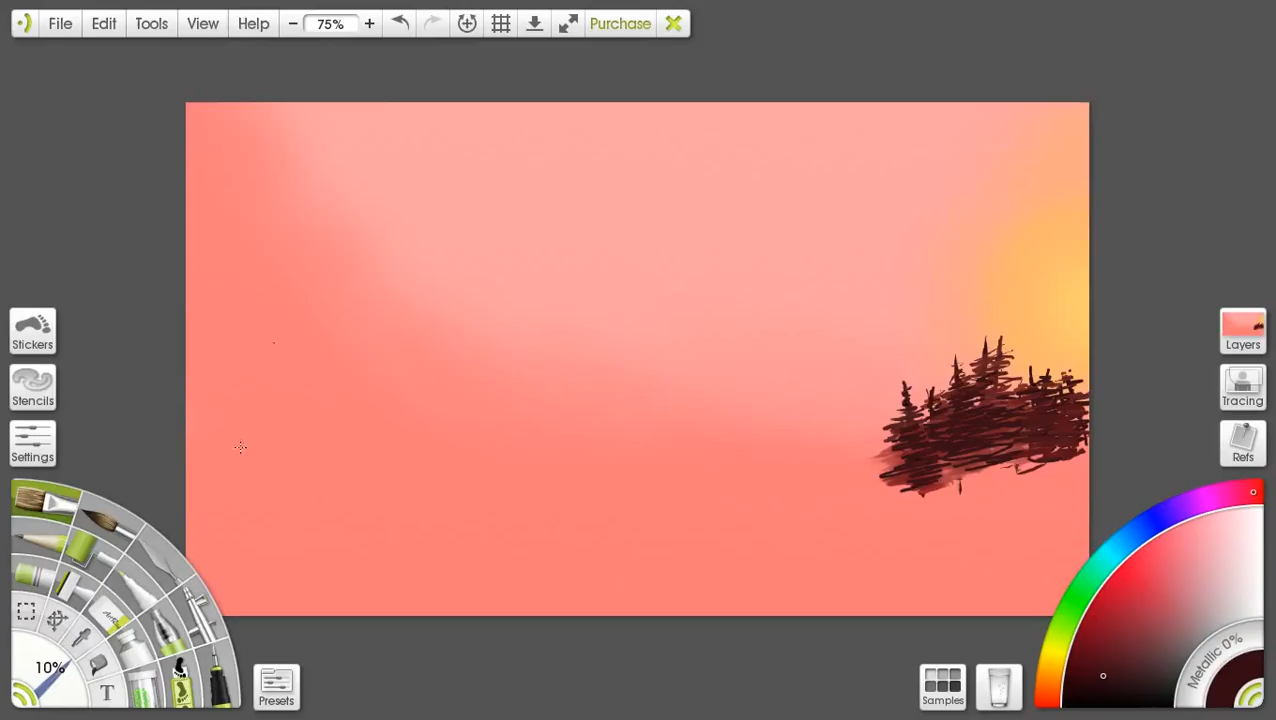 File Edit Tools View Help − 75% + Purchase
Stickers
Layers
Stencils
Tracing
Settings
Refs
10%
T
Presets
Samples
Metallic 0%